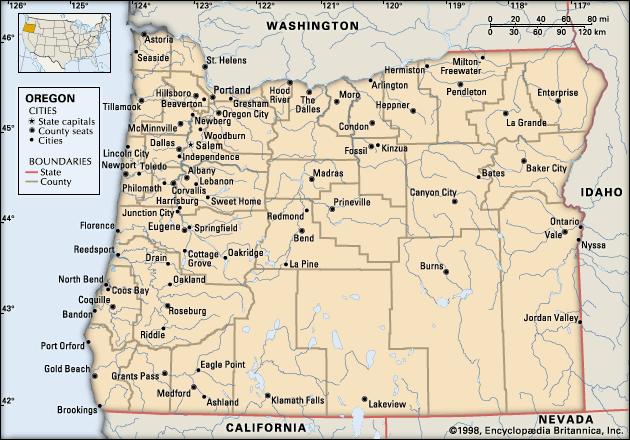 126° 125° 124° 123° 122° 121° 120° 119° 118° 117°
WASHINGTON
0 20 40 60 80 mi
0 30 60 90 120 km
46°
Astoria
Seaside
St. Helens
Milton-
Freewater
Hermiston
Hood
River
The
Dalles
Arlington
Pendleton
Portland
Hillsboro
Beaverton
Gresham
Moro
Heppner
Enterprise
OREGON
CITIES
State capitals
County seats
Cities
BOUNDARIES
State
County
Tillamook
Oregon City
Newberg
McMinnville
Woodburn
Condon
La Grande
45°
Dallas
Salem
Independence
Fossil
Kinzua
Lincoln City
Newport
Toledo
Albany
Lebanon
Madras
Bates
Baker City
IDAHO
Philomath
Corvallis
Harrisburg
Sweet Home
Prineville
Canyon City
Junction City
Redmond
44°
Florence
Eugene
Springfield
Bend
Ontario
Vale
Nyssa
Reedsport
Drain
Cottage
Grove
Oakridge
La Pine
Burns
North Bend
Coos Bay
Oakland
Coquille
Roseburg
43°
Bandon
Riddle
Jordan Valley
Port Orford
Gold Beach
Grants Pass
Eagle Point
Medford
Ashland
Klamath Falls
Lakeview
42°
Brookings
CALIFORNIA
NEVADA
©1998, Encyclopædia Britannica, Inc.